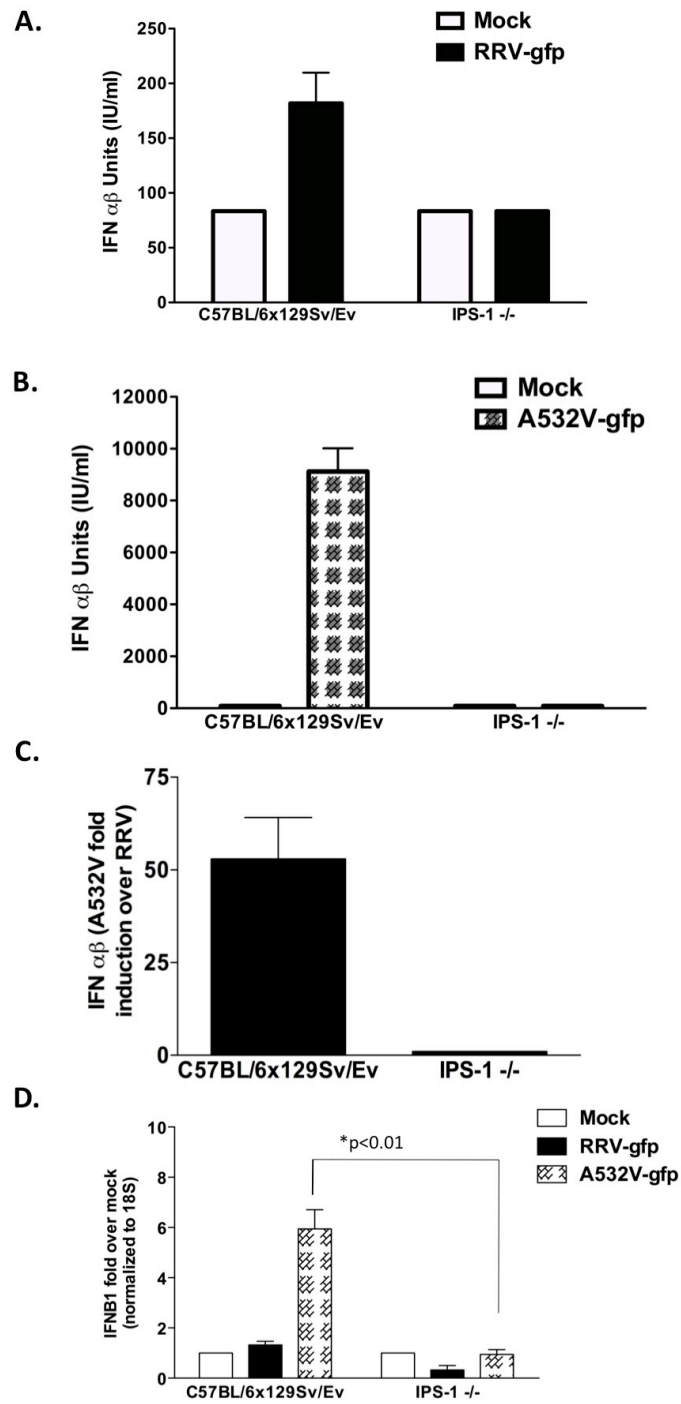 A.
Mock
RRV-gfp
IFN αβ Units (IU/ml)
250
200
150
100
50
0
C57BL/6x129Sv/Ev
IPS-1 -/-
B.
Mock
A532V-gfp
IFN αβ Units (IU/ml)
12000
10000
8000
6000
4000
2000
0
C57BL/6x129Sv/Ev
IPS-1 -/-
C.
IFN αβ (A532V fold
induction over RRV)
75
50
25
0
C57BL/6x129Sv/Ev
IPS-1 -/-
D.
Mock
RRV-gfp
A532V-gfp
*p<0.01
IFNB1 fold over mock
(normalized to 18S)
10
8
6
4
2
0
C57BL/6x129Sv/Ev
IPS-1 -/-